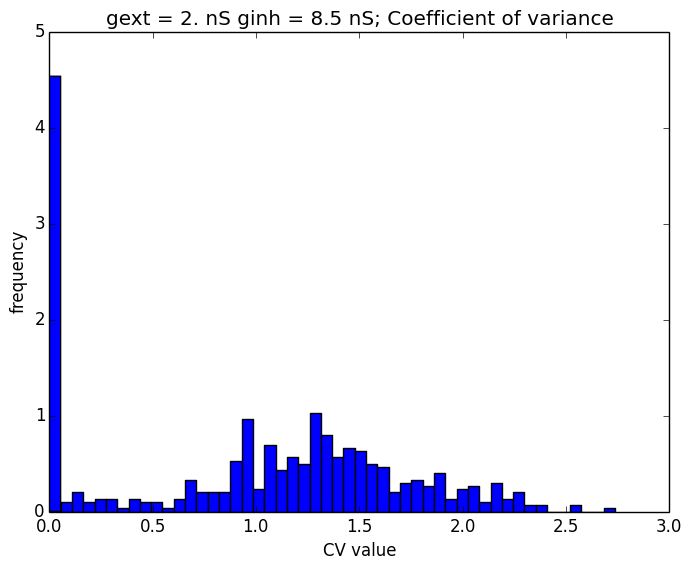 gext = 2. nS ginh = 8.5 nS; Coefficient of variance
5
4
3
2
1
0
frequency
0.0 0.5 1.0 1.5 2.0 2.5 3.0
CV value